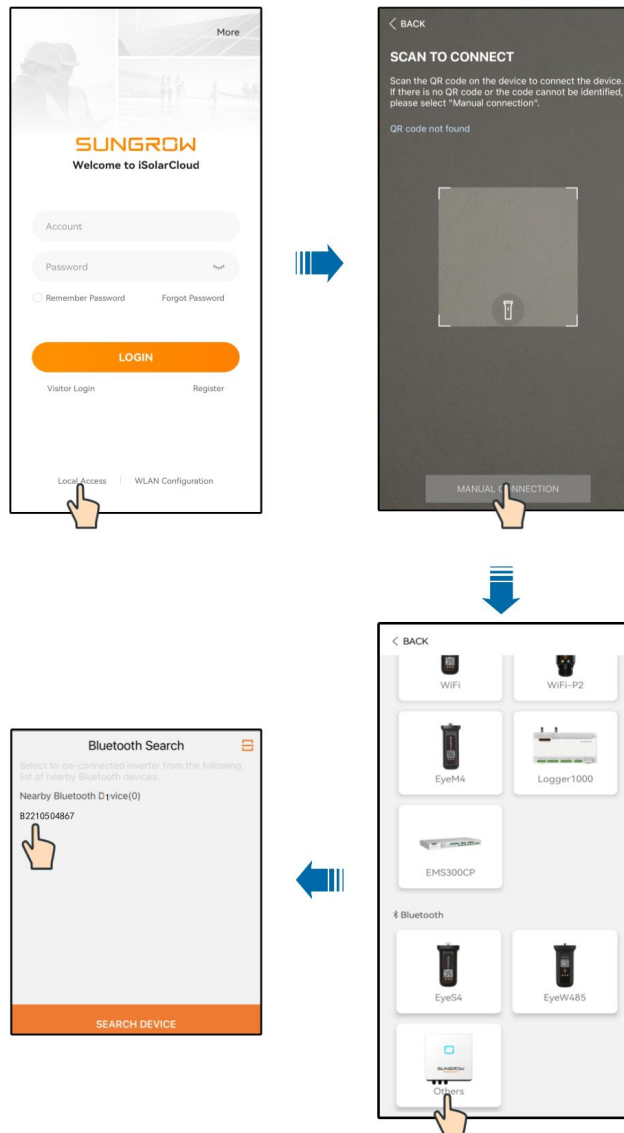 More
SUNGROW
Welcome to iSolarCloud
Account
Password
Remember Password Forgot Password
LOGIN
Visitor Login Register
Local Access | WLAN Configuration
< BACK
SCAN TO CONNECT
Scan the QR code on the device to connect the device.
If there is no QR code or the code cannot be identified,
please select "Manual connection".
QR code not found
MANUAL CONNECTION
< BACK
WiFi WiFi-P2
EyeM4 Logger1000
EMS300CP
Bluetooth
EyeS4 EyeW485
SUNGROW
Others
Bluetooth Search
Select to-be-connected inverter from the following
list of nearby Bluetooth devices.
Nearby Bluetooth D1vice(0)
B2210504867
SEARCH DEVICE